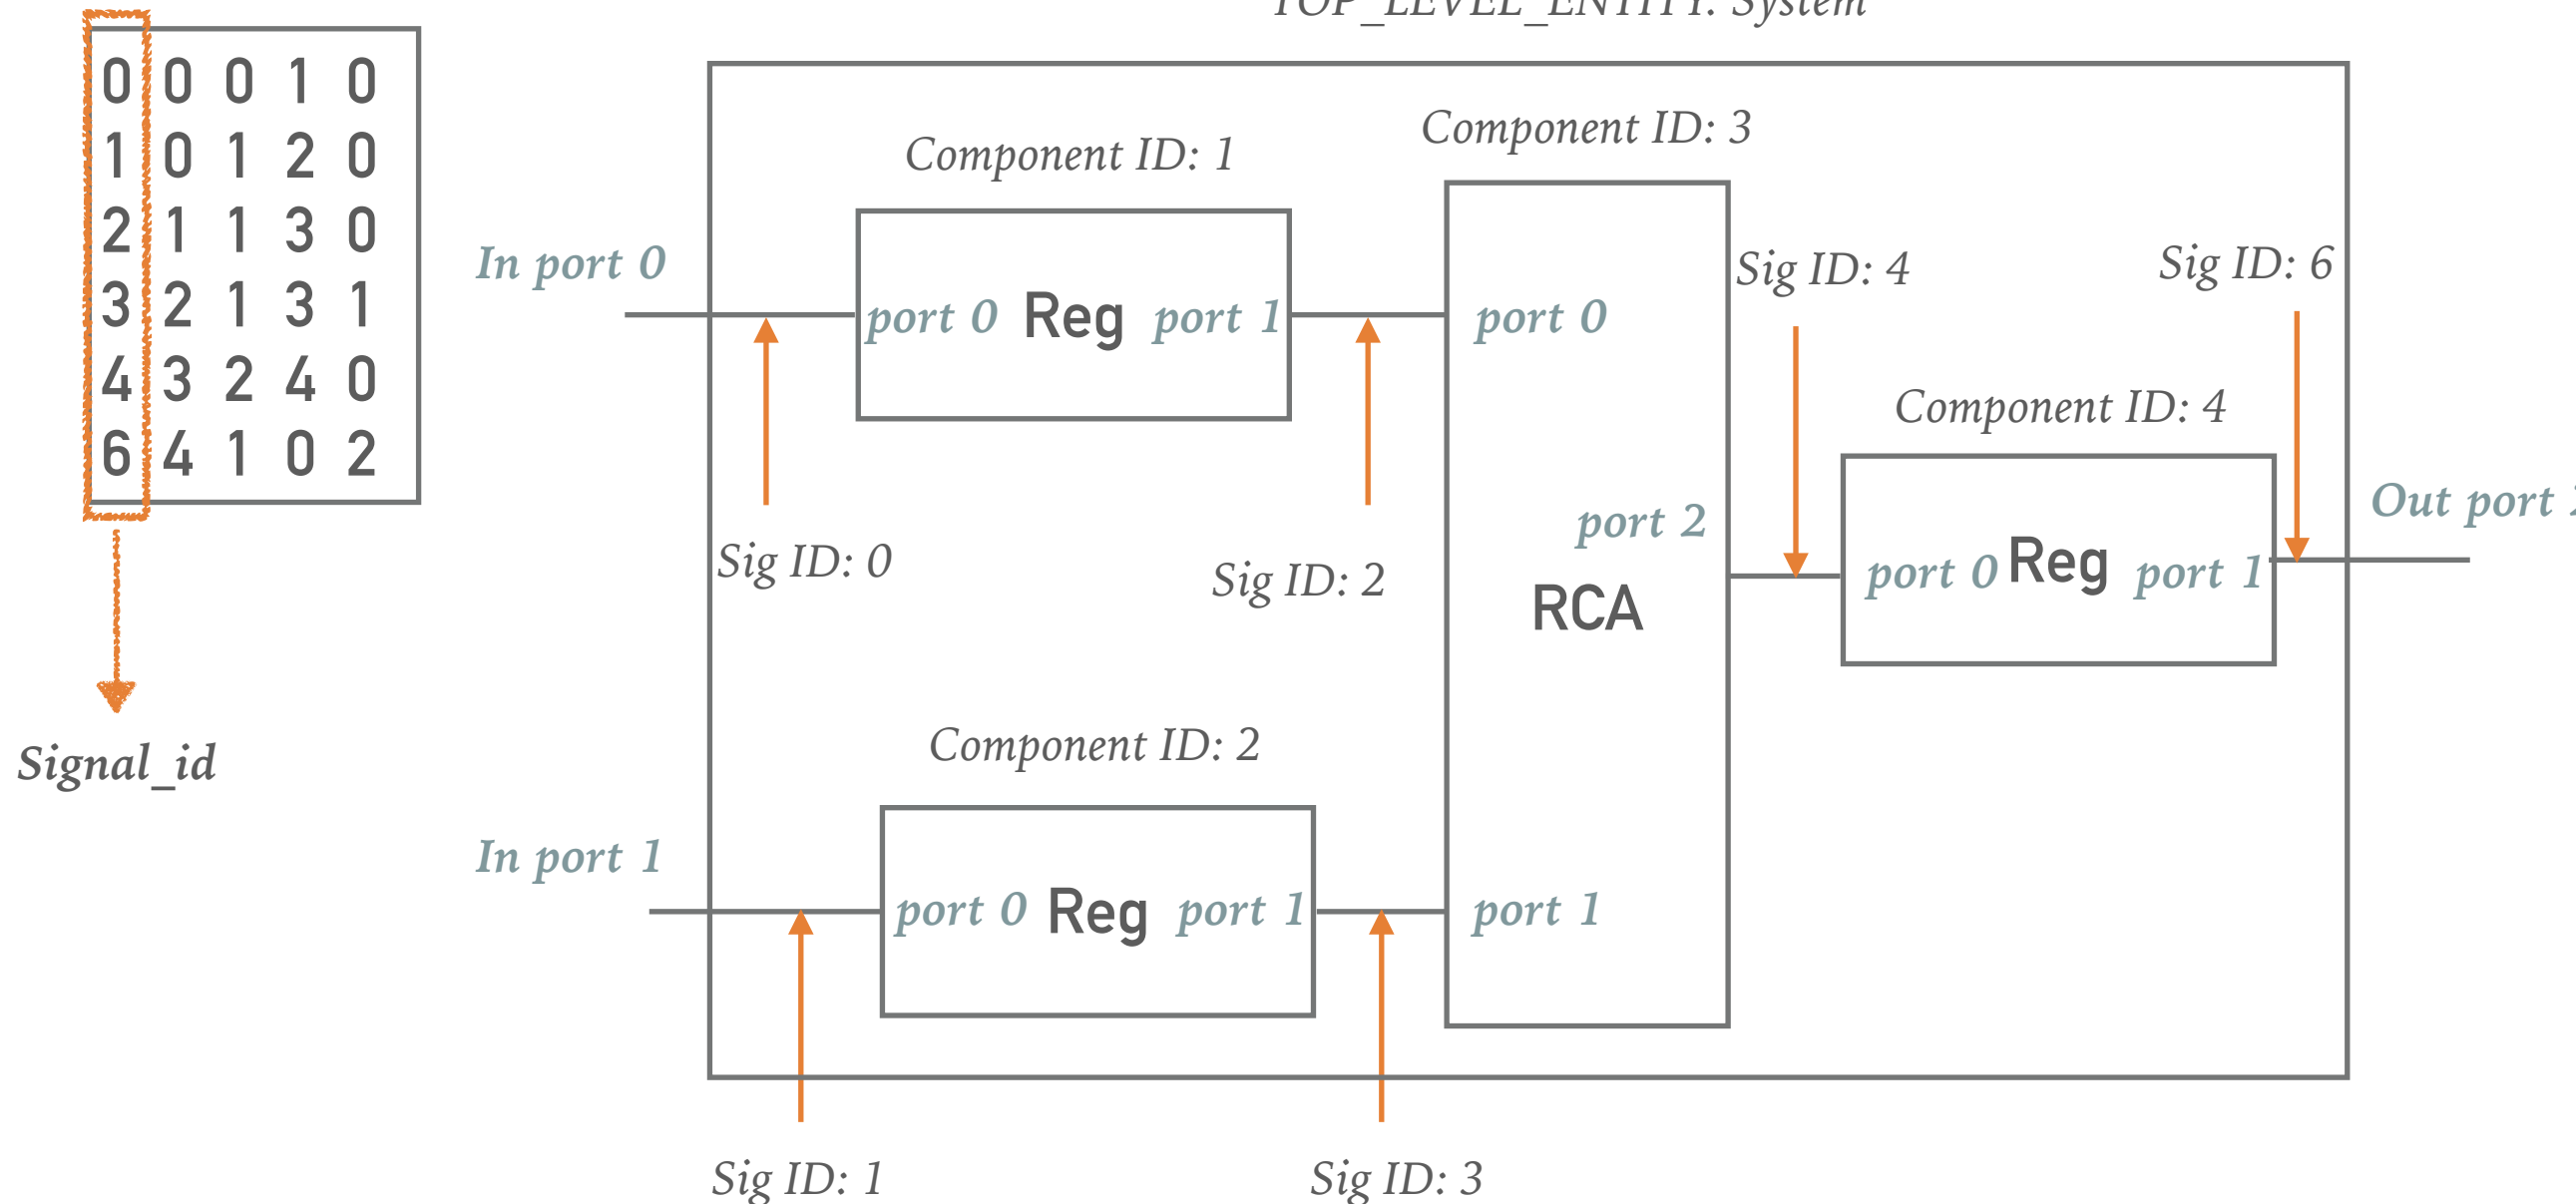 TOP_LEVEL_ENTITY: System
0 0 0 1 0
1 0 1 2 0
2 1 1 3 0
3 2 1 3 1
4 3 2 4 0
6 4 1 0 2
Signal_id
Component ID: 1
Component ID: 3
In port 0
port 0 Reg port 1
port 0
Sig ID: 4
Sig ID: 6
Component ID: 4
Sig ID: 0
Sig ID: 2
port 2
RCA
port 0 Reg port 1
Out port
Component ID: 2
In port 1
port 0 Reg port 1
port 1
Sig ID: 1
Sig ID: 3